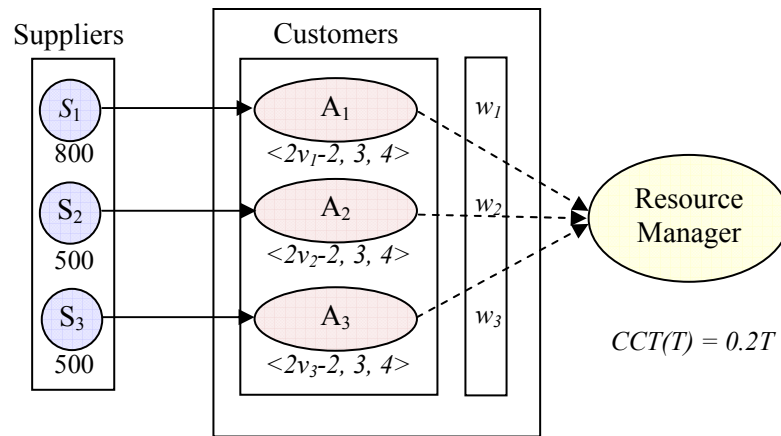 Suppliers
Customers
S1
800
S2
500
S3
500
A1
<2v1-2, 3, 4>
A2
<2v2-2, 3, 4>
A3
<2v3-2, 3, 4>
w1
w2
w3
Resource
Manager
CCT(T) = 0.2T